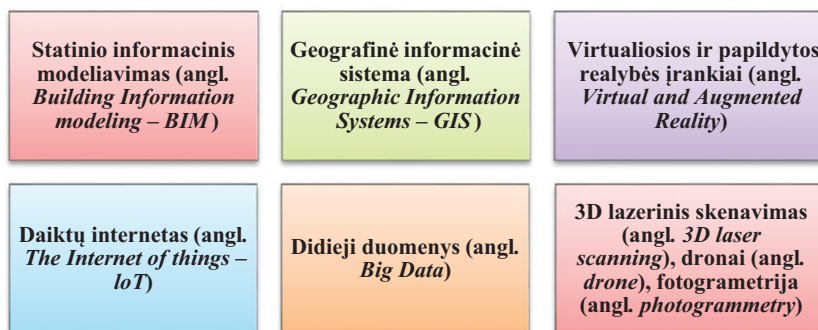 Statinio informacinis
modeliavimas (angl.
Building Information
modeling – BIM)
Geografinė informacinė
sistema (angl.
Geographic Information
Systems – GIS)
Virtualiosios ir papildytos
realybės įrankiai (angl.
Virtual and Augmented
Reality)
Daiktų internetas (angl.
The Internet of things –
loT)
Didieji duomenys (angl.
Big Data)
3D lazerinis skenavimas
(angl. 3D laser
scanning), dronai (angl.
drone), fotogrametrija
(angl. photogrammetry)